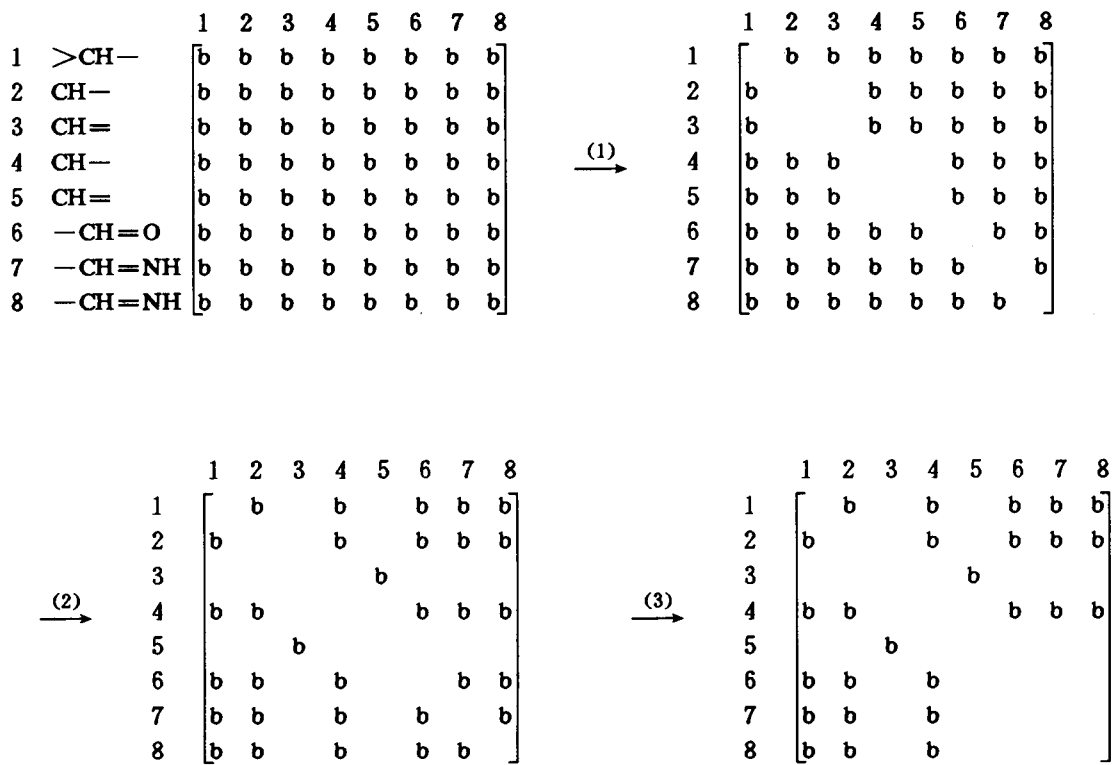 1 2 3 4 5 6 7 8
1 >CH— b b b b b b b b
2 CH— b b b b b b b b
3 CH= b b b b b b b b
4 CH— b b b b b b b b
5 CH= b b b b b b b b
6 —CH=O b b b b b b b b
7 —CH=NH b b b b b b b b
8 —CH=NH b b b b b b b b
(1)
1 2 3 4 5 6 7 8
1 b b b b b b b
2 b b b b b b
3 b b b b b b
4 b b b b b b
5 b b b b b b
6 b b b b b b b
7 b b b b b b b
8 b b b b b b b
(2)
1 2 3 4 5 6 7 8
1 b b b b b
2 b b b b b
3 b
4 b b b b b
5 b
6 b b b b b
7 b b b b b
8 b b b b b
(3)
1 2 3 4 5 6 7 8
1 b b b b b
2 b b b b b
3 b
4 b b b b b
5 b
6 b b b
7 b b b
8 b b b